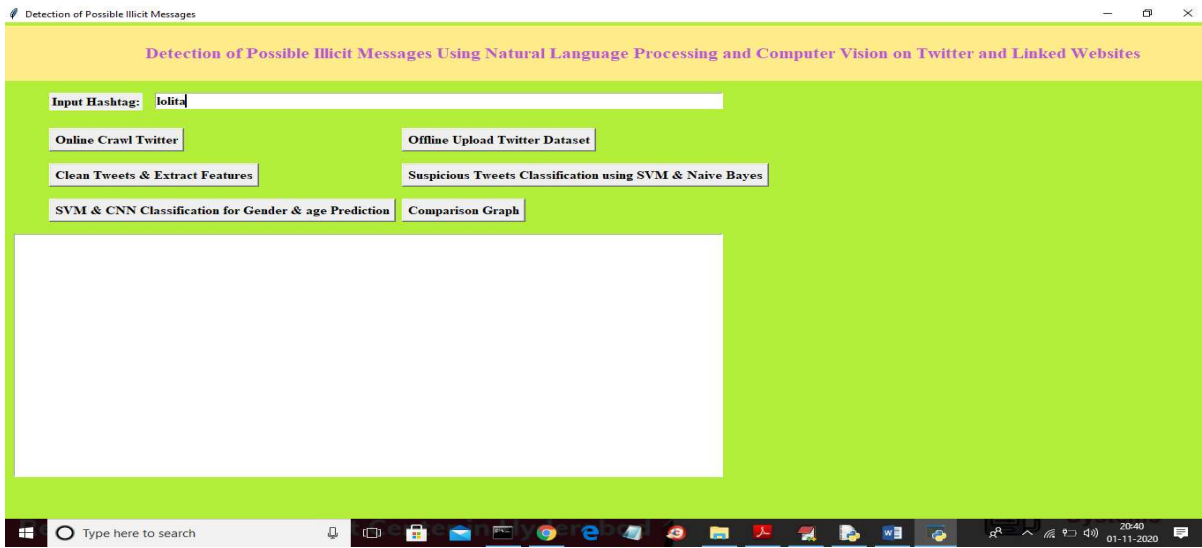 Detection of Possible Illicit Messages
Detection of Possible Illicit Messages Using Natural Language Processing and Computer Vision on Twitter and Linked Websites
Input Hashtag: lolita
Online Crawl Twitter Offline Upload Twitter Dataset
Clean Tweets & Extract Features Suspicious Tweets Classification using SVM & Naive Bayes
SVM & CNN Classification for Gender & age Prediction Comparison Graph
Type here to search
20:40
01-11-2020